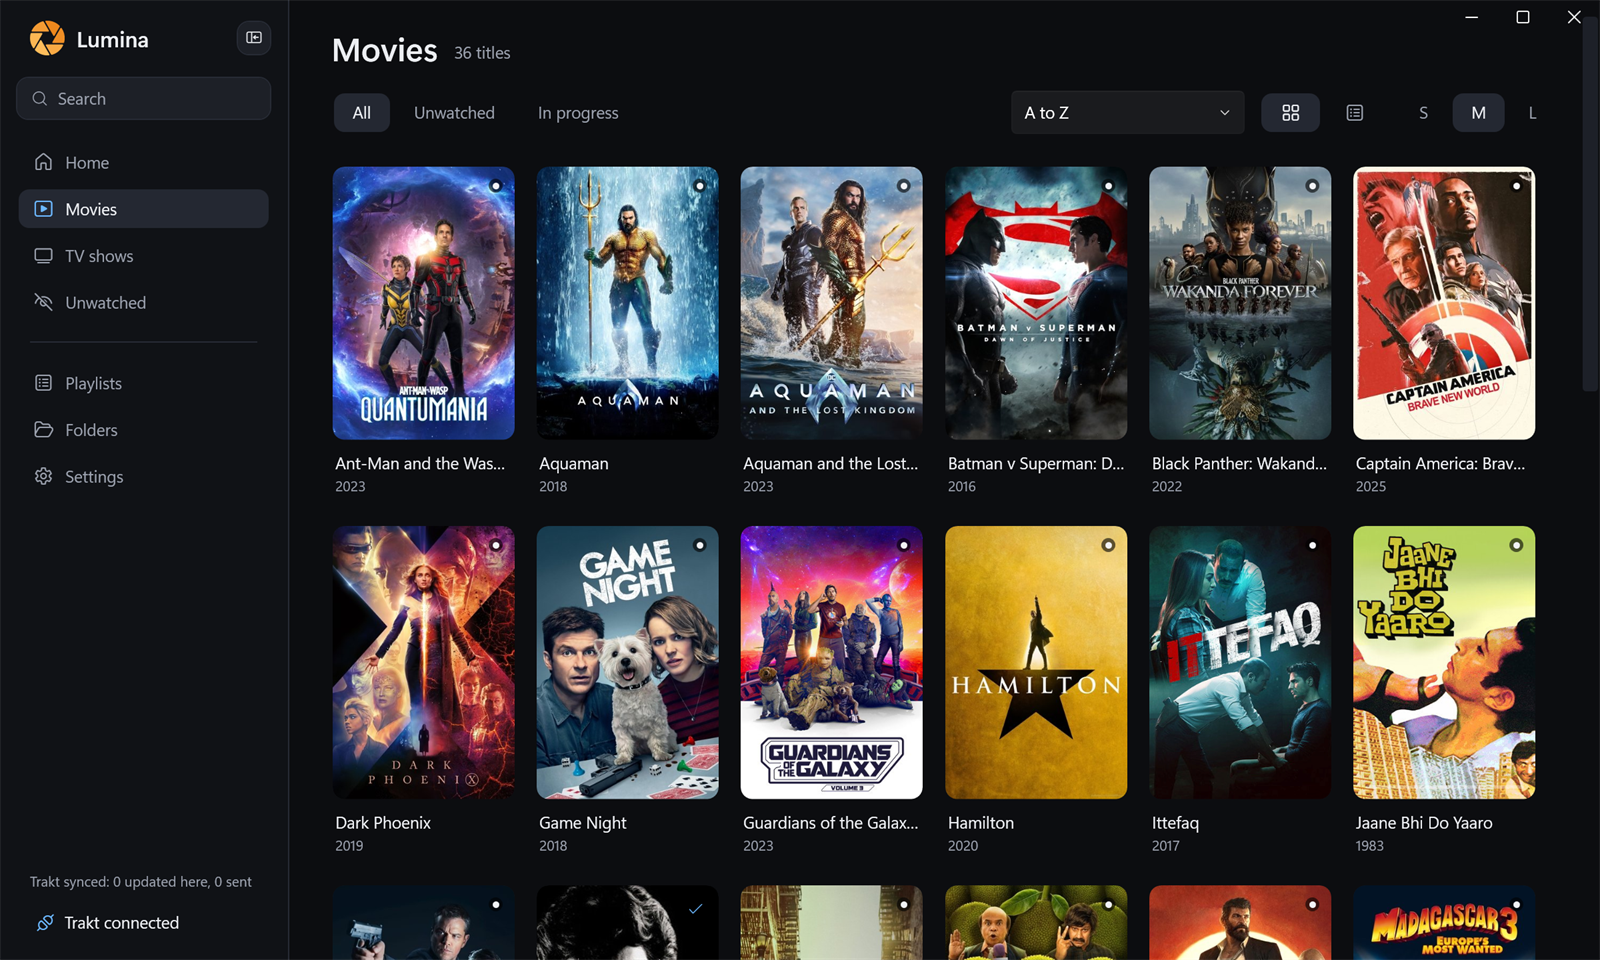 Lumina
Search
Home
Movies
TV shows
Unwatched
Playlists
Folders
Settings
Trakt synced: 0 updated here, 0 sent
Trakt connected
Movies
36 titles
All
Unwatched
In progress
A to Z
S
M
L
ANT-MAN AND THE WASP
QUANTUMANIA
AQUAMAN
AQUAMAN
AND THE LOST KINGDOM
BATMAN v SUPERMAN
DAWN OF JUSTICE
BLACK PANTHER
WAKANDA FOREVER
CAPTAIN AMERICA
BRAVE NEW WORLD
Ant-Man and the Was...
2023
Aquaman
2018
Aquaman and the Lost...
2023
Batman v Superman: D...
2016
Black Panther: Wakand...
2022
Captain America: Brav...
2025
DARK
PHOENIX
GAME
NIGHT
GUARDIANS
OF THE GALAXY
VOLUME 3
HAMILTON
ITTEFAQ
JAANE
BHI
DO
YAARO
Dark Phoenix
2019
Game Night
2018
Guardians of the Galax...
2023
Hamilton
2020
Ittefaq
2017
Jaane Bhi Do Yaaro
1983
MADAGASCAR 3
EUROPE'S
MOST WANTED